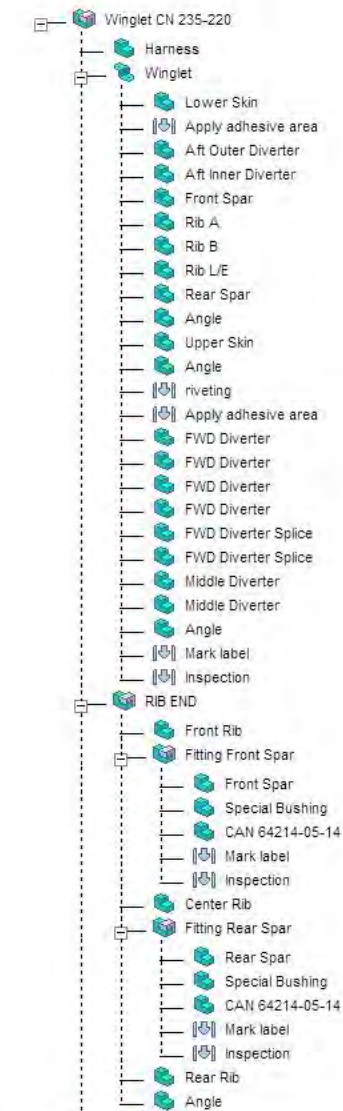 Winglet CN 235-220
Harness
Winglet
Lower Skin
Apply adhesive area
Aft Outer Diverter
Aft Inner Diverter
Front Spar
Rib A
Rib B
Rib L/E
Rear Spar
Angle
Upper Skin
Angle
riveting
Apply adhesive area
FWD Diverter
FWD Diverter
FWD Diverter
FWD Diverter
FWD Diverter Splice
FWD Diverter Splice
Middle Diverter
Middle Diverter
Angle
Mark label
Inspection
RIB END
Front Rib
Fitting Front Spar
Front Spar
Special Bushing
CAN 64214-05-14
Mark label
Inspection
Center Rib
Fitting Rear Spar
Rear Spar
Special Bushing
CAN 64214-05-14
Mark label
Inspection
Rear Rib
Angle